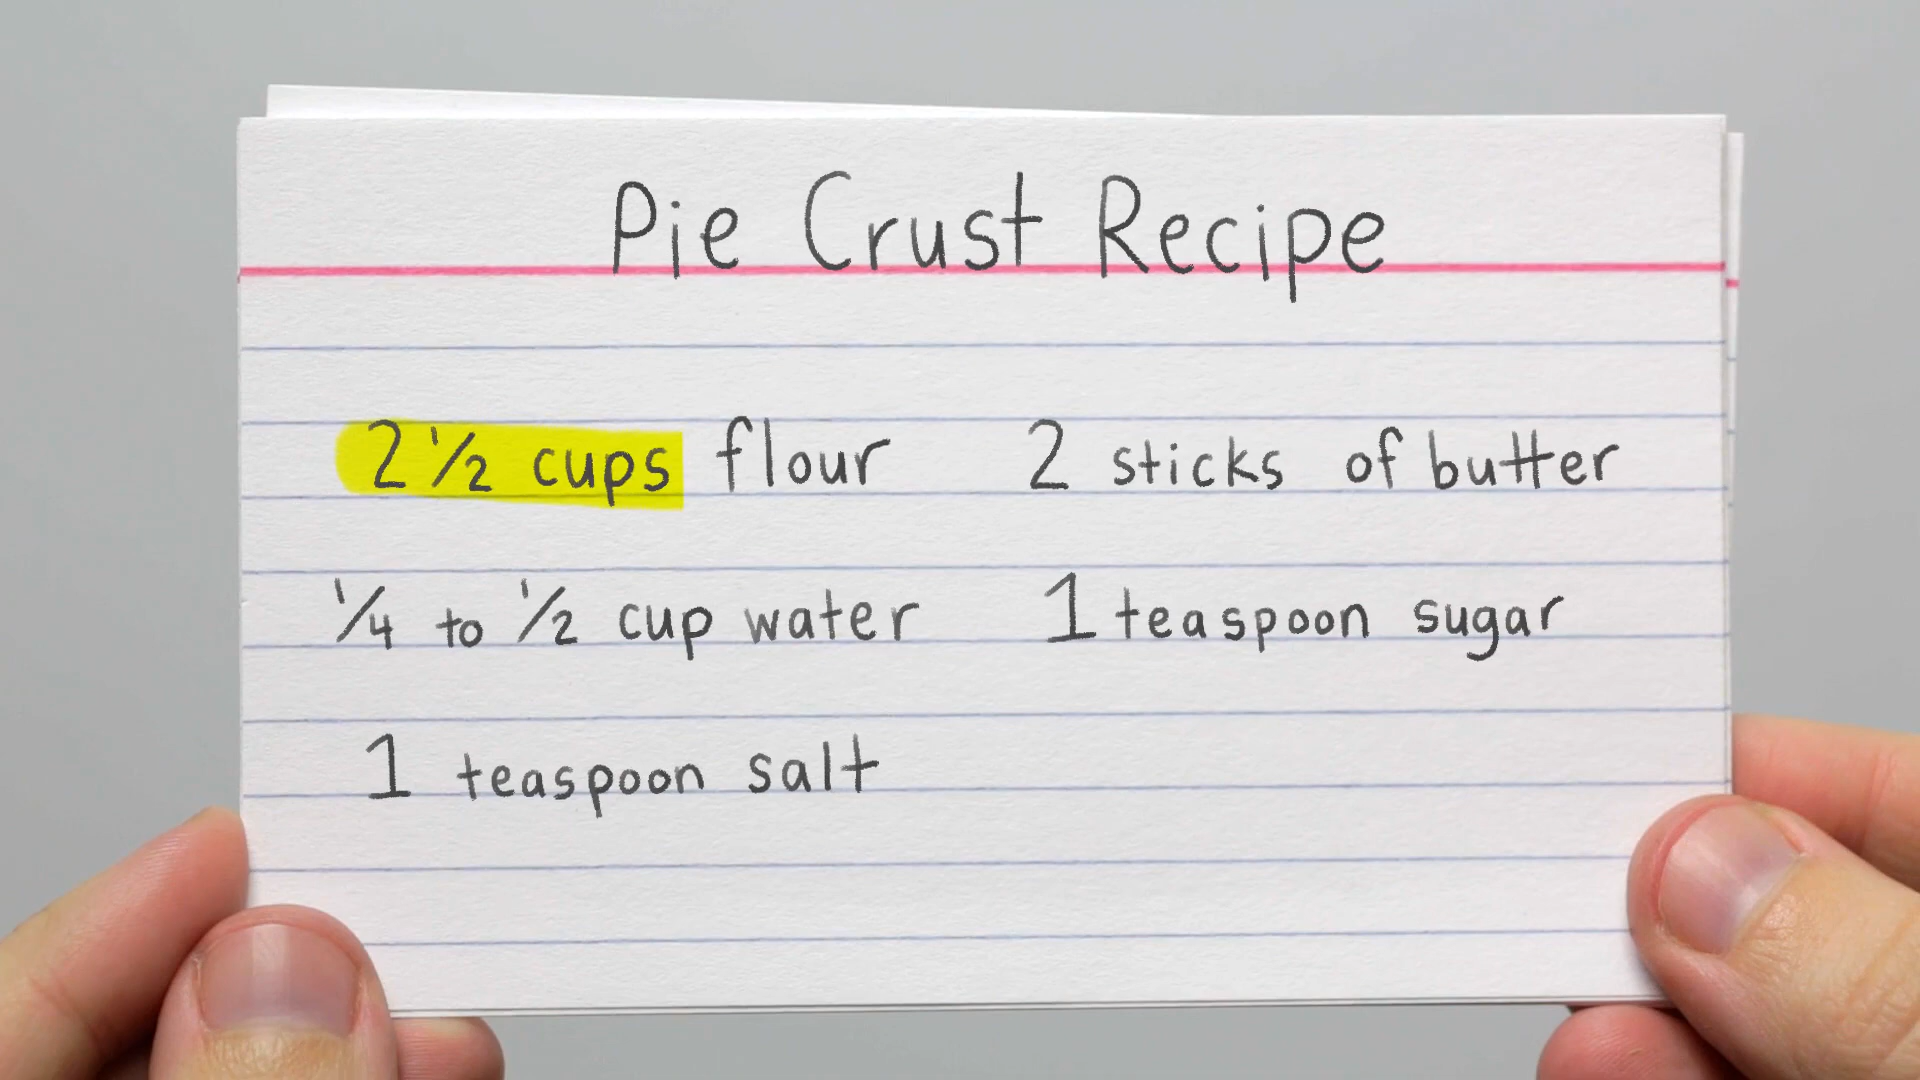 Pie Crust Recipe
2 ½ cups flour
2 sticks of butter
¼ to ½ cup water
1 teaspoon sugar
1 teaspoon salt